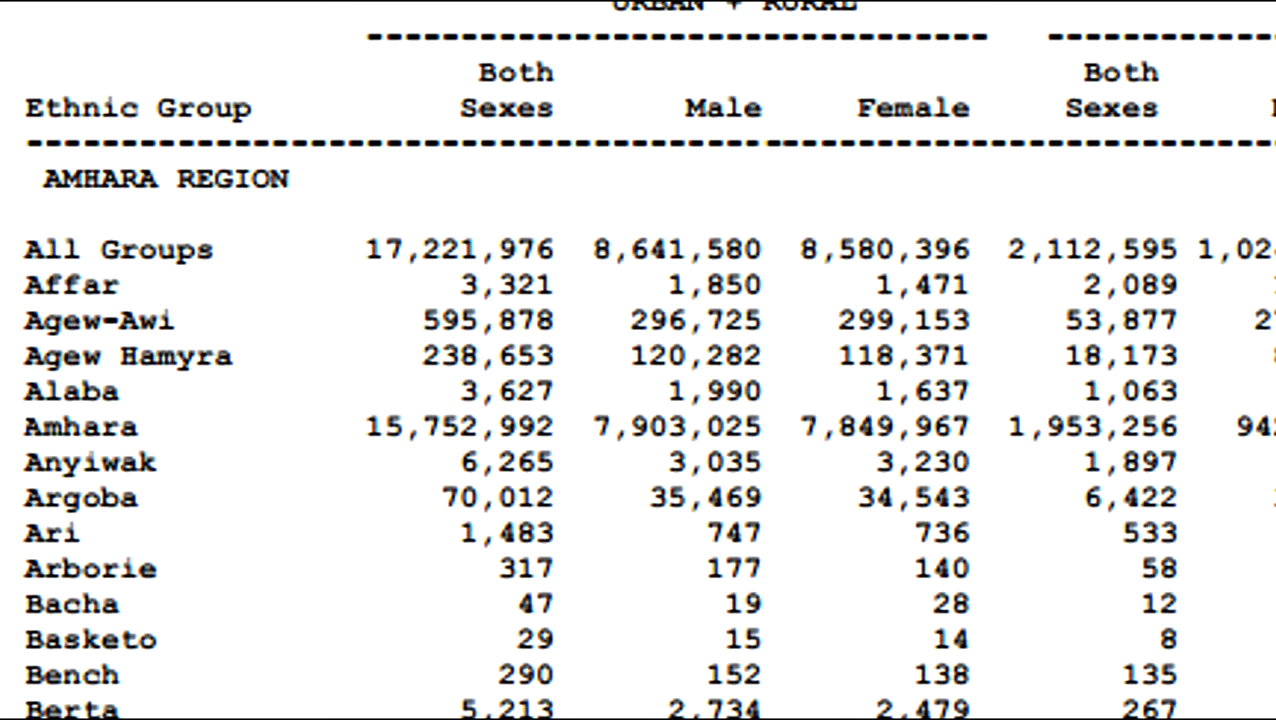 URBAN + RURAL
Both Both
Ethnic Group Sexes Male Female Sexes
AMHARA REGION
All Groups 17,221,976 8,641,580 8,580,396 2,112,595
Affar 3,321 1,850 1,471 2,089
Agew-Awi 595,878 296,725 299,153 53,877
Agew Hamyra 238,653 120,282 118,371 18,173
Alaba 3,627 1,990 1,637 1,063
Amhara 15,752,992 7,903,025 7,849,967 1,953,256
Anyiwak 6,265 3,035 3,230 1,897
Argoba 70,012 35,469 34,543 6,422
Ari 1,483 747 736 533
Arborie 317 177 140 58
Bacha 47 19 28 12
Basketo 29 15 14 8
Bench 290 152 138 135
Berta 5,213 2,734 2,479 267